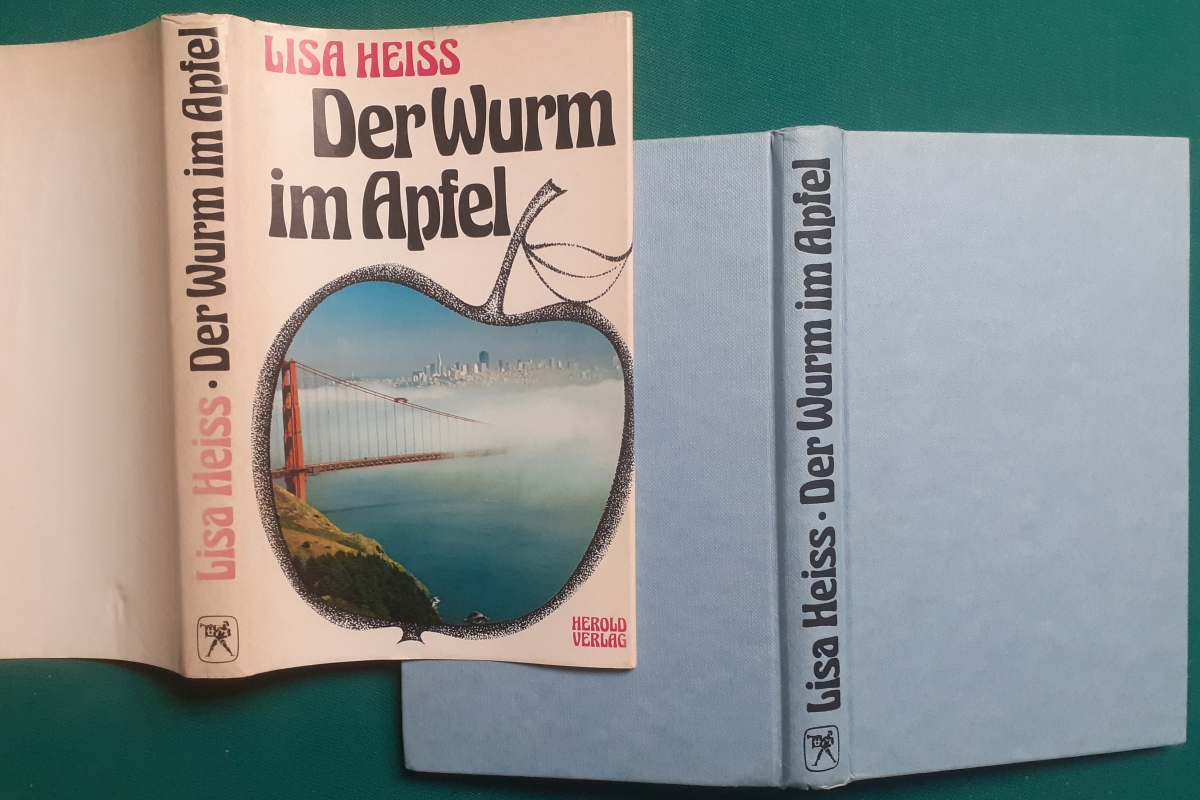 Lisa Heiss • Der Wurm im Apfel
LISA HEISS
Der Wurm
im Apfel
HEROLD
VERLAG
Lisa Heiss • Der Wurm im Apfel